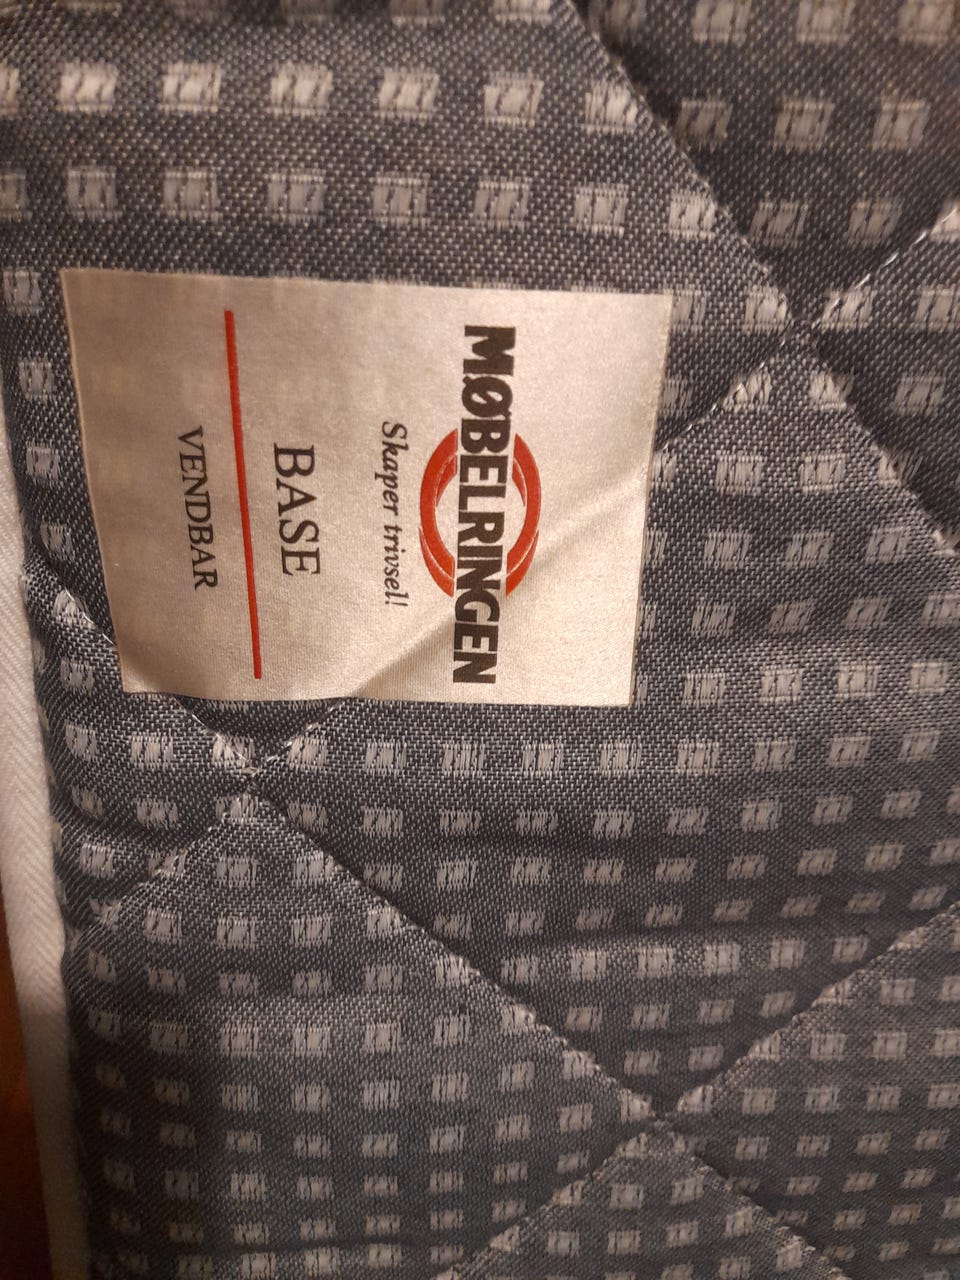 MØBELRINGEN
Skaper trivsel!
BASE
VENDBAR